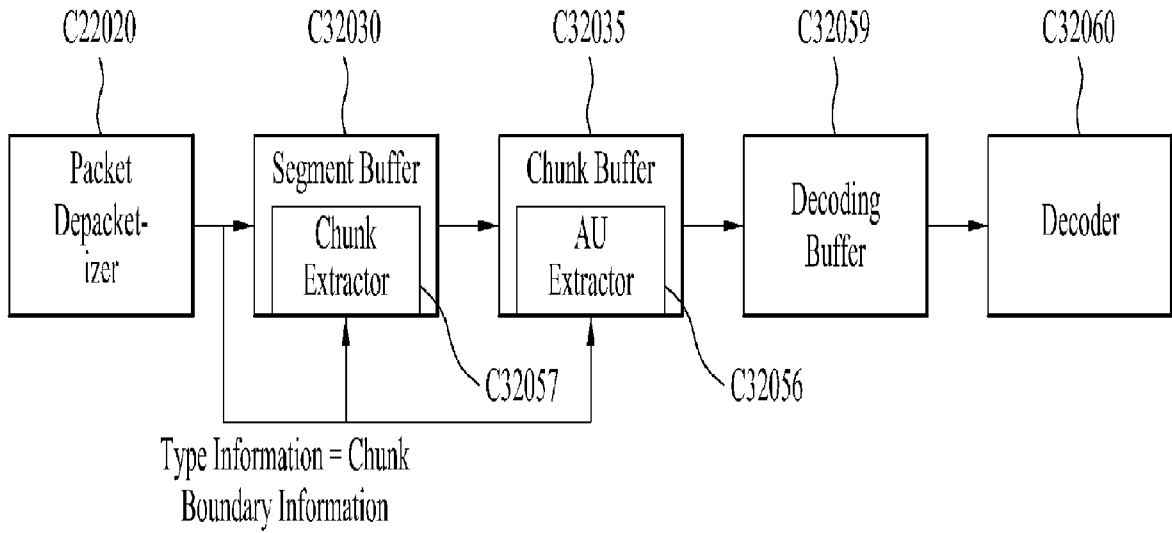 C22020
C32030
C32035
C32059
C32060
Packet
Depacket-
izer
Segment Buffer
Chunk
Extractor
Chunk Buffer
AU
Extractor
Decoding
Buffer
Decoder
C32057
C32056
Type Information = Chunk
Boundary Information